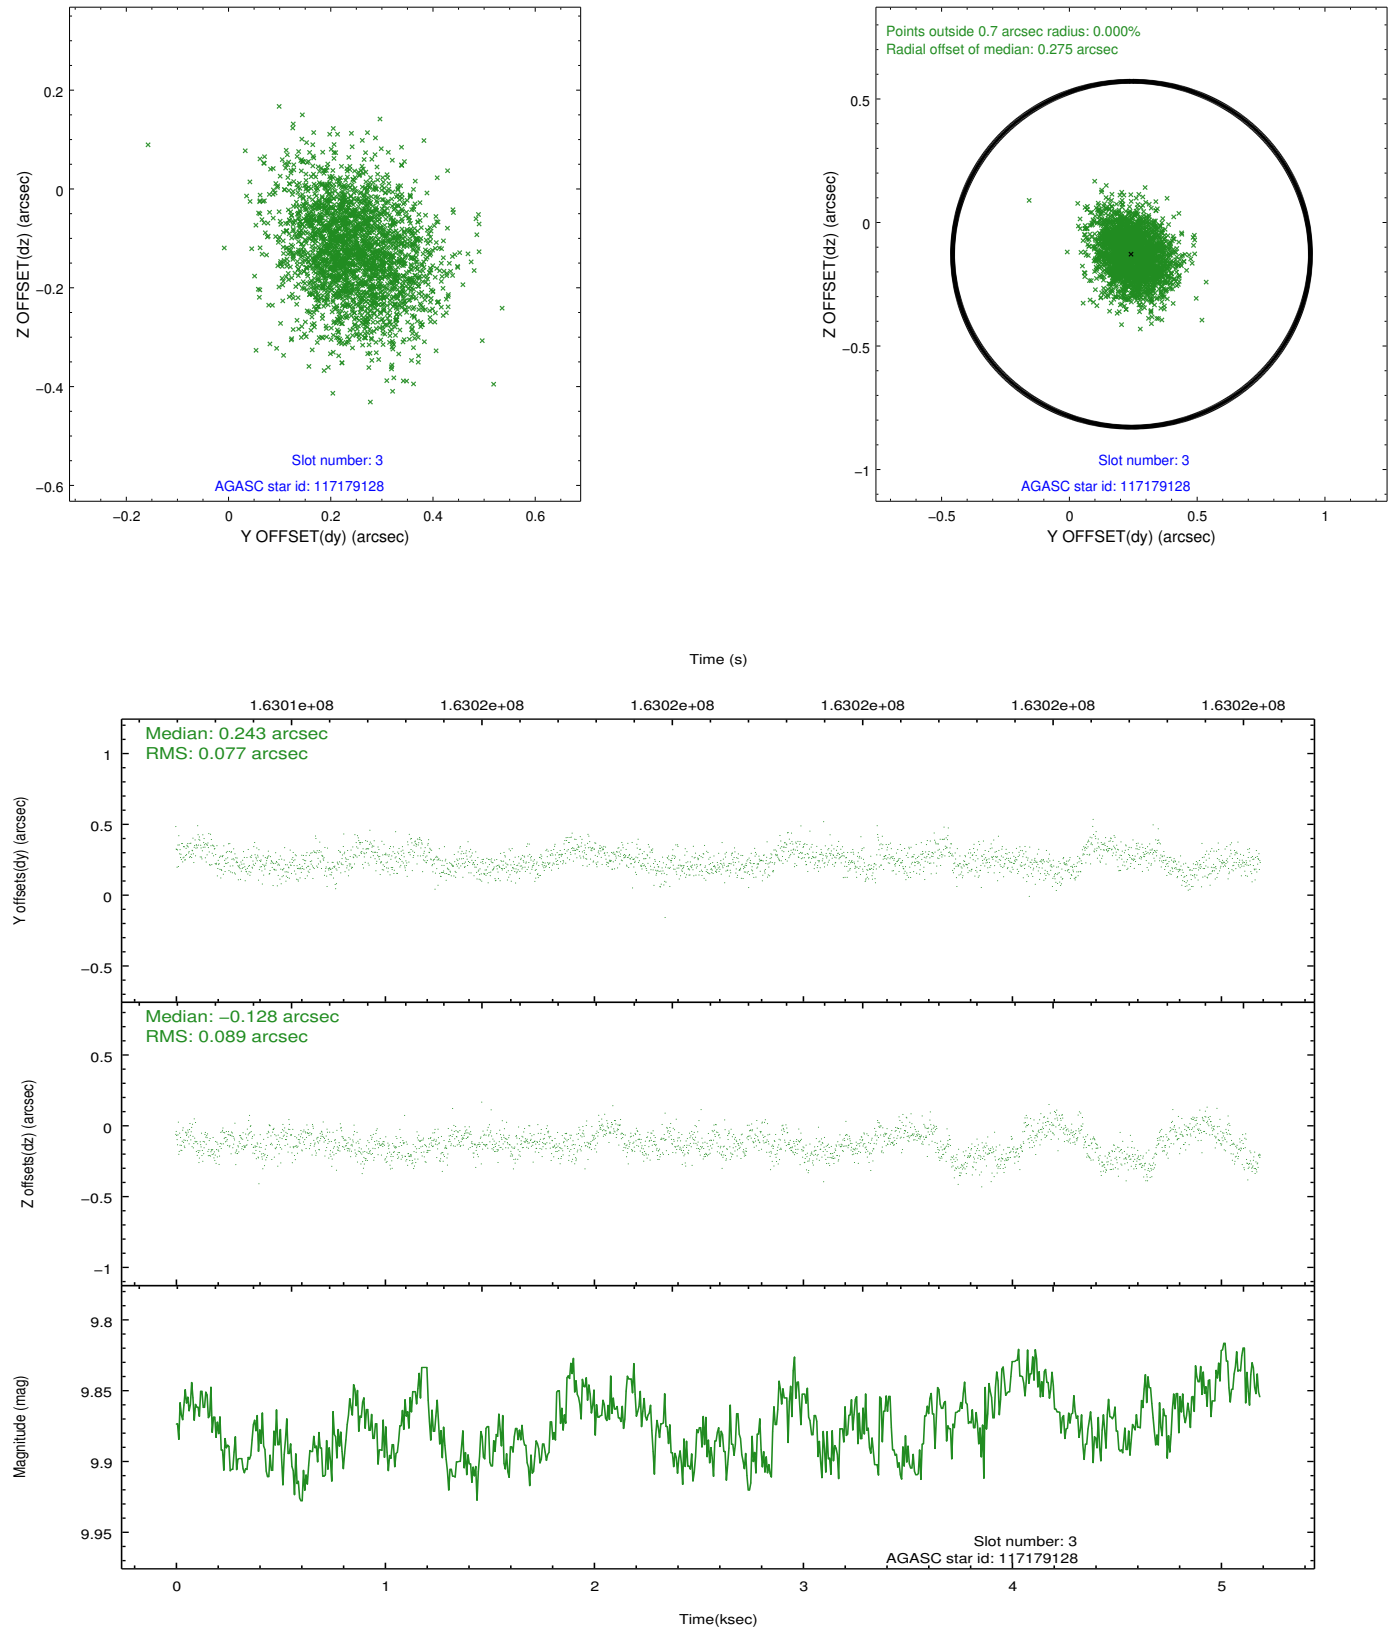 0.2
0
−0.2
−0.4
−0.6
Z OFFSET(dz) (arcsec)
Slot number: 3
AGASC star id: 117179128
−0.2 0 0.2 0.4 0.6
Y OFFSET(dy) (arcsec)
Points outside 0.7 arcsec radius: 0.000%
Radial offset of median: 0.275 arcsec
0.5
0
−0.5
−1
Z OFFSET(dz) (arcsec)
Slot number: 3
AGASC star id: 117179128
−0.5 0 0.5 1
Y OFFSET(dy) (arcsec)
Time (s)
1.6301e+08 1.6302e+08 1.6302e+08 1.6302e+08 1.6302e+08 1.6302e+08
Median: 0.243 arcsec
RMS: 0.077 arcsec
1
0.5
0
−0.5
Y offsets(dy) (arcsec)
Median: −0.128 arcsec
RMS: 0.089 arcsec
0.5
0
−0.5
−1
Z offsets(dz) (arcsec)
9.8
9.85
9.9
9.95
Magnitude (mag)
Slot number: 3
AGASC star id: 117179128
0 1 2 3 4 5
Time(ksec)